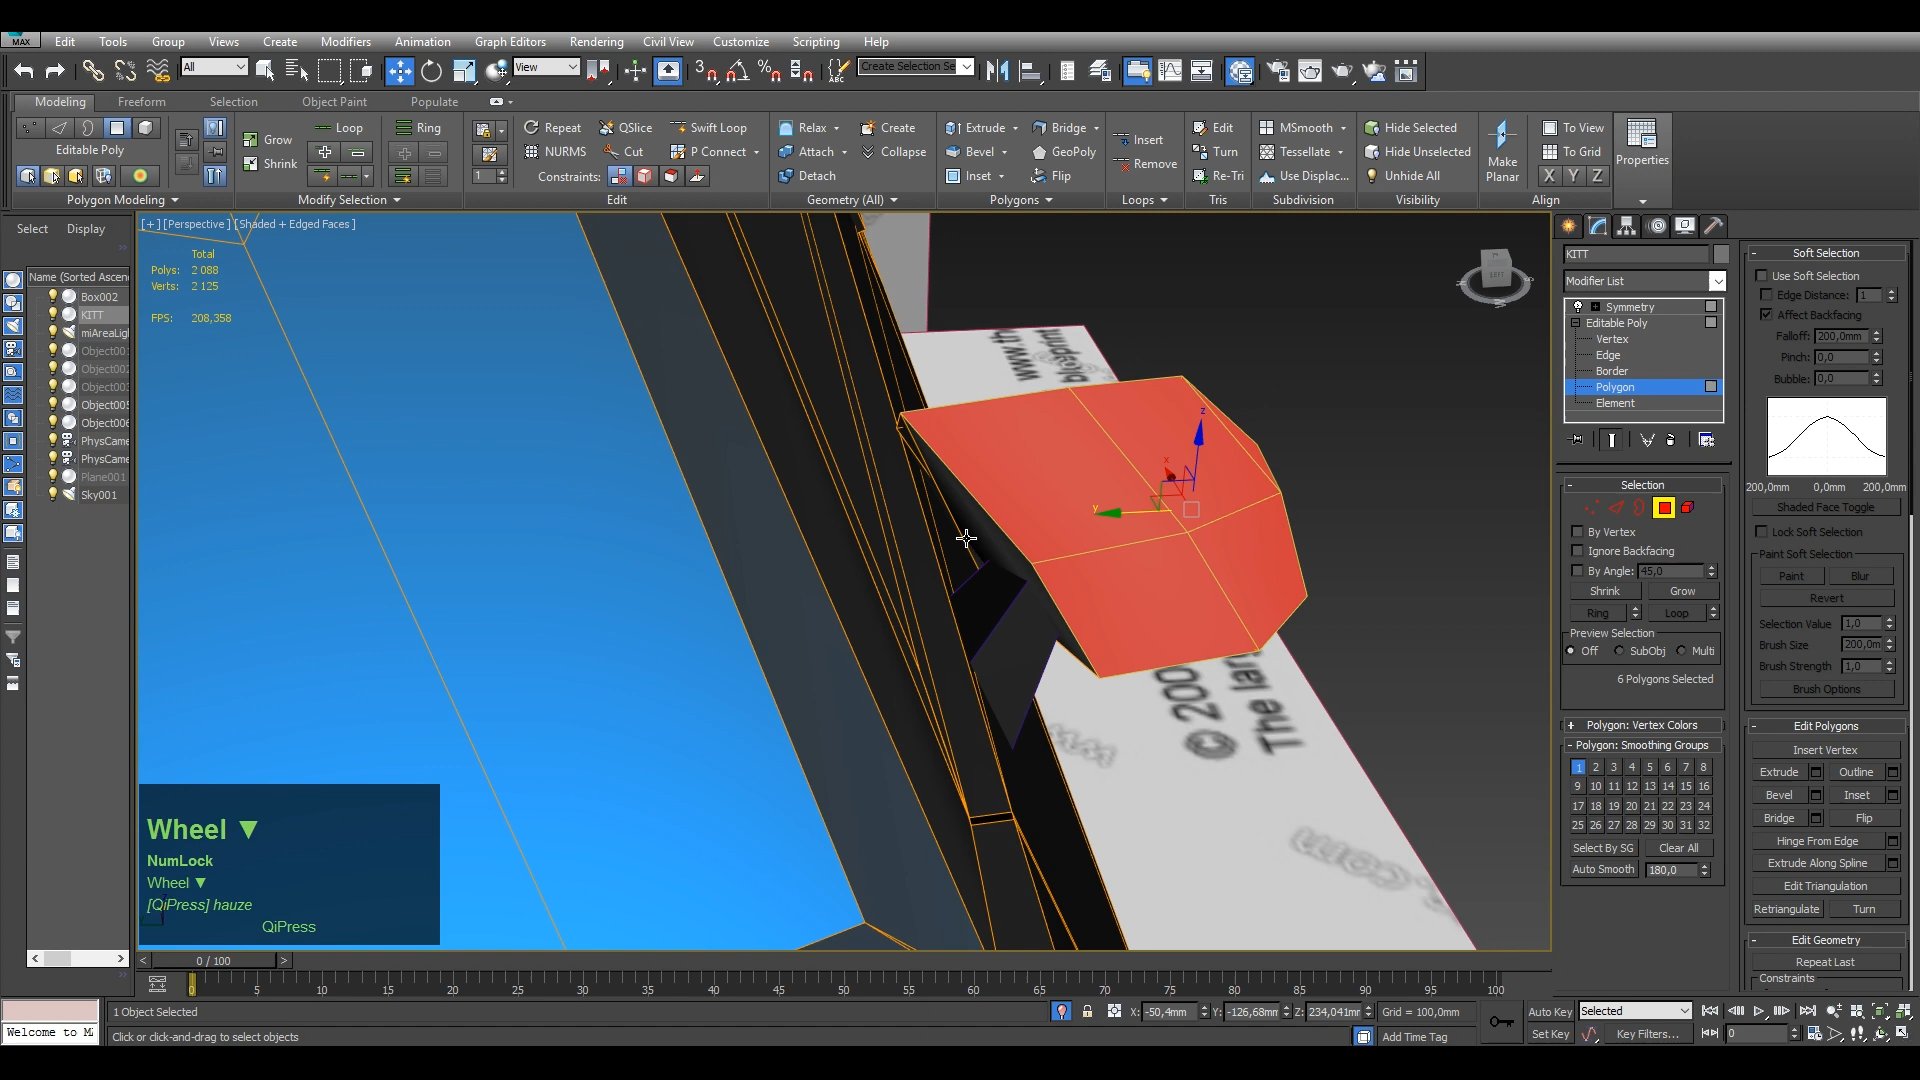 MAX Edit Tools Group Views Create Modifiers Animation Graph Editors Rendering Civil View Customize Scripting Help
All View Create Selection Se
Modeling Freeform Selection Object Paint Populate
Grow Loop Ring Repeat QSlice Swift Loop Relax Create Extrude Bridge Insert Edit MSmooth Hide Selected To View
Editable Poly Shrink NURMS Cut P Connect Attach Collapse Bevel GeoPoly Remove Turn Tessellate Hide Unselected Make Planar To Grid Properties
1 Constraints: Detach Inset Flip Re-Tri Use Displac... Unhide All X Y Z
Polygon Modeling Modify Selection Edit Geometry (All) Polygons Loops Tris Subdivision Visibility Align
Select Display
[+] [Perspective] [Shaded + Edged Faces]
Total
Polys: 2 088
Verts: 2 125
FPS: 208,358
Name (Sorted Ascen
Box002
KITT
miAreaLigh
Object001
Object002
Object003
Object005
Object006
PhysCame
PhysCame
Plane001
Sky001
z
x
y
LEFT
© 200
The
Wheel ▼
NumLock
Wheel ▼
[QiPress] hauze
QiPress
KITT
Modifier List
Symmetry
Editable Poly
Vertex
Edge
Border
Polygon
Element
- Selection
By Vertex
Ignore Backfacing
By Angle: 45,0
Shrink Grow
Ring Loop
Preview Selection
Off SubObj Multi
6 Polygons Selected
+ Polygon: Vertex Colors
- Polygon: Smoothing Groups
1 2 3 4 5 6 7 8
9 10 11 12 13 14 15 16
17 18 19 20 21 22 23 24
25 26 27 28 29 30 31 32
Select By SG Clear All
Auto Smooth 180,0
- Soft Selection
Use Soft Selection
Edge Distance: 1
Affect Backfacing
Falloff: 200,0mm
Pinch: 0,0
Bubble: 0,0
200,0mm 0,0mm 200,0mm
Shaded Face Toggle
Lock Soft Selection
Paint Soft Selection
Paint Blur
Revert
Selection Value 1,0
Brush Size 200,0m
Brush Strength 1,0
Brush Options
- Edit Polygons
Insert Vertex
Extrude Outline
Bevel Inset
Bridge Flip
Hinge From Edge
Extrude Along Spline
Edit Triangulation
Retriangulate Turn
- Edit Geometry
Repeat Last
Constraints
< 0 / 100 >
0 5 10 15 20 25 30 35 40 45 50 55 60 65 70 75 80 85 90 95 100
1 Object Selected X: -50,4mm Y: -126,68mm Z: 234,041mm Grid = 100,0mm Auto Key Selected
Welcome to M Click or click-and-drag to select objects Add Time Tag Set Key Key Filters... 0